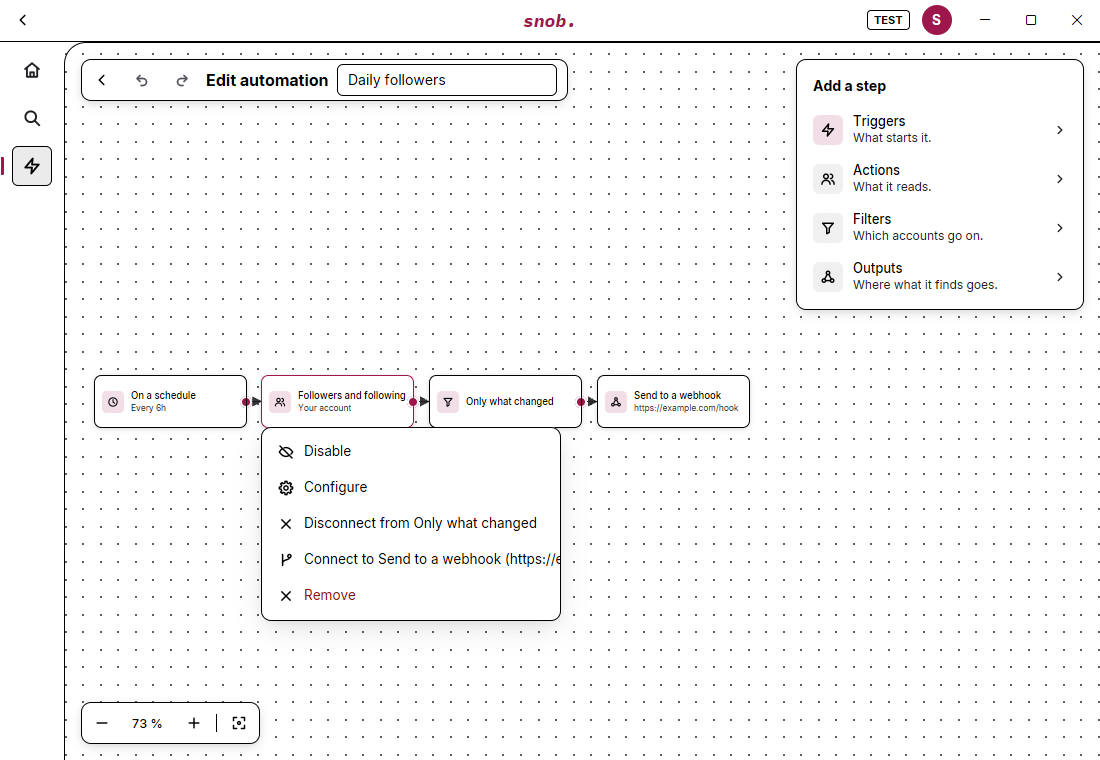 snob.
TEST
S
Edit automation
Daily followers
Add a step
Triggers
What starts it.
Actions
What it reads.
Filters
Which accounts go on.
Outputs
Where what it finds goes.
On a schedule
Every 6h
Followers and following
Your account
Only what changed
Send to a webhook
https://example.com/hook
Disable
Configure
Disconnect from Only what changed
Connect to Send to a webhook (https://e
Remove
73 %